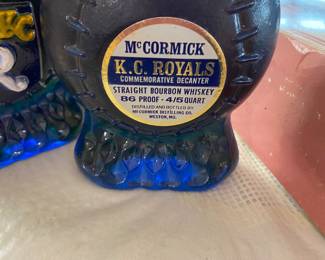 McCORMICK
K.C. ROYALS
COMMEMORATIVE DECANTER
STRAIGHT BOURBON WHISKEY
86 PROOF - 4/5 QUART
DISTILLED AND BOTTLED BY
McCORMICK DISTILLING CO.
WESTON, MO.